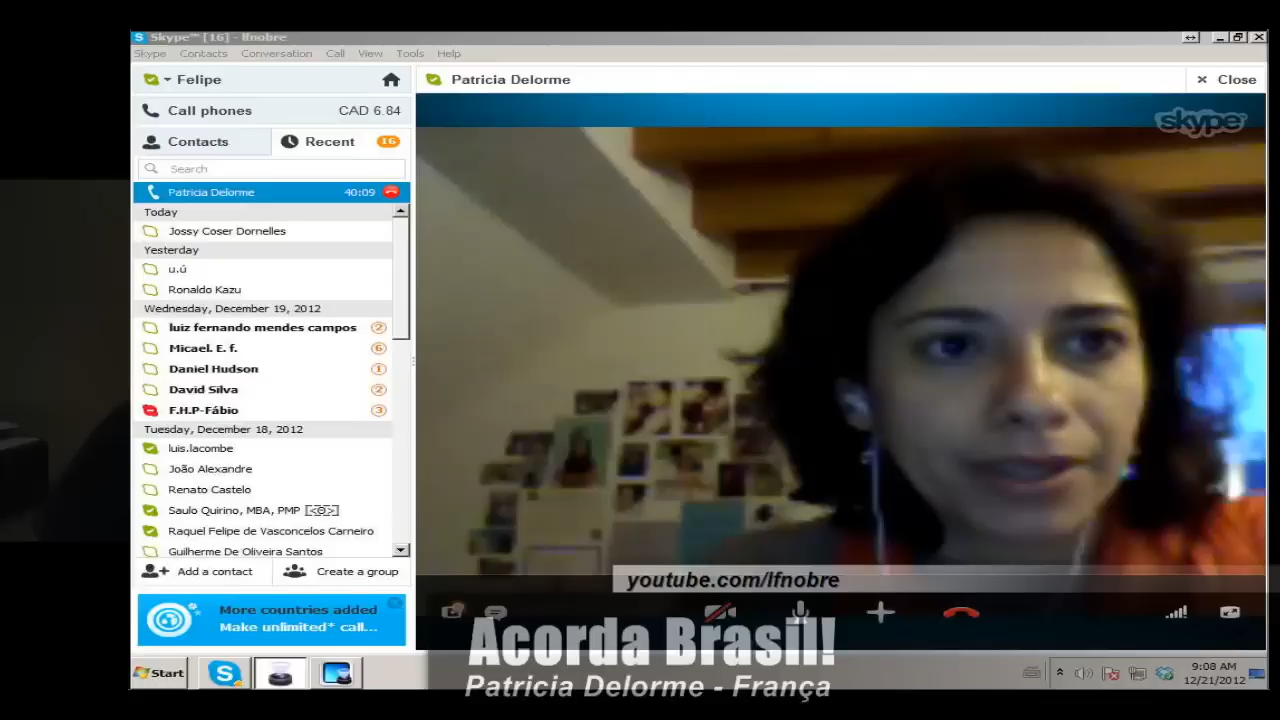 Skype™ [16] - lfnobre
Skype Contacts Conversation Call View Tools Help
Felipe
Patricia Delorme
Close
Call phones CAD 6.84
Contacts
Recent 16
Search
Patricia Delorme 40:09
Today
Jossy Coser Dornelles
Yesterday
u.ú
Ronaldo Kazu
Wednesday, December 19, 2012
luiz fernando mendes campos 2
Micael. E. f. 6
Daniel Hudson 1
David Silva 2
F.H.P-Fábio 3
Tuesday, December 18, 2012
luis.lacombe
João Alexandre
Renato Castelo
Saulo Quirino, MBA, PMP [<o>]
Raquel Felipe de Vasconcelos Carneiro
Guilherme De Oliveira Santos
Add a contact
Create a group
More countries added
Make unlimited* call...
skype
youtube.com/lfnobre
Acorda Brasil!
Patricia Delorme - França
Start
9:08 AM
12/21/2012